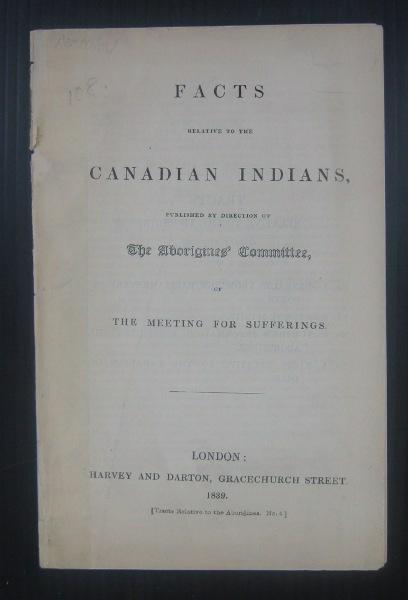 FACTS
RELATIVE TO THE
CANADIAN INDIANS,
PUBLISHED BY DIRECTION OF
The Aborigines' Committee,
OF
THE MEETING FOR SUFFERINGS.
LONDON:
HARVEY AND DARTON, GRACECHURCH STREET.
1839.
[Tracts Relative to the Aborigines. No. 4]